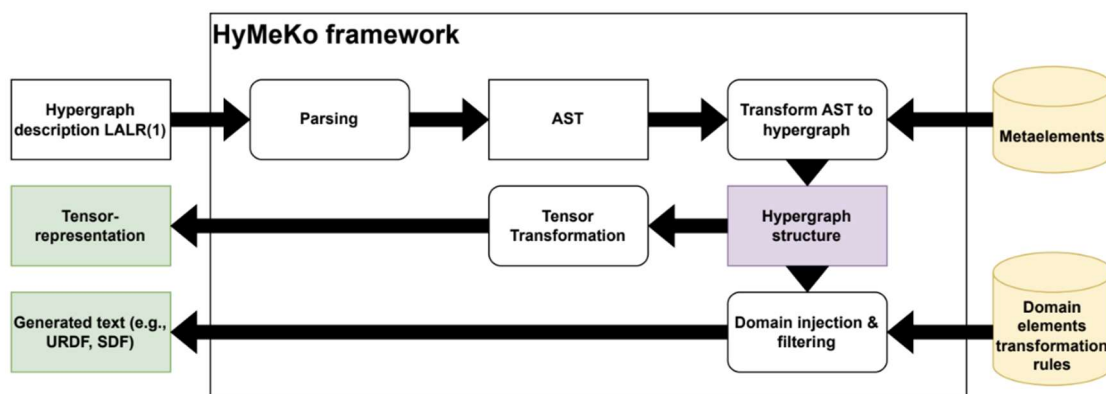 HyMeKo framework
Hypergraph
description LALR(1)
Parsing
AST
Transform AST to
hypergraph
Metaelements
Tensor-
representation
Tensor
Transformation
Hypergraph
structure
Generated text (e.g.,
URDF, SDF)
Domain injection &
filtering
Domain
elements
transformation
rules